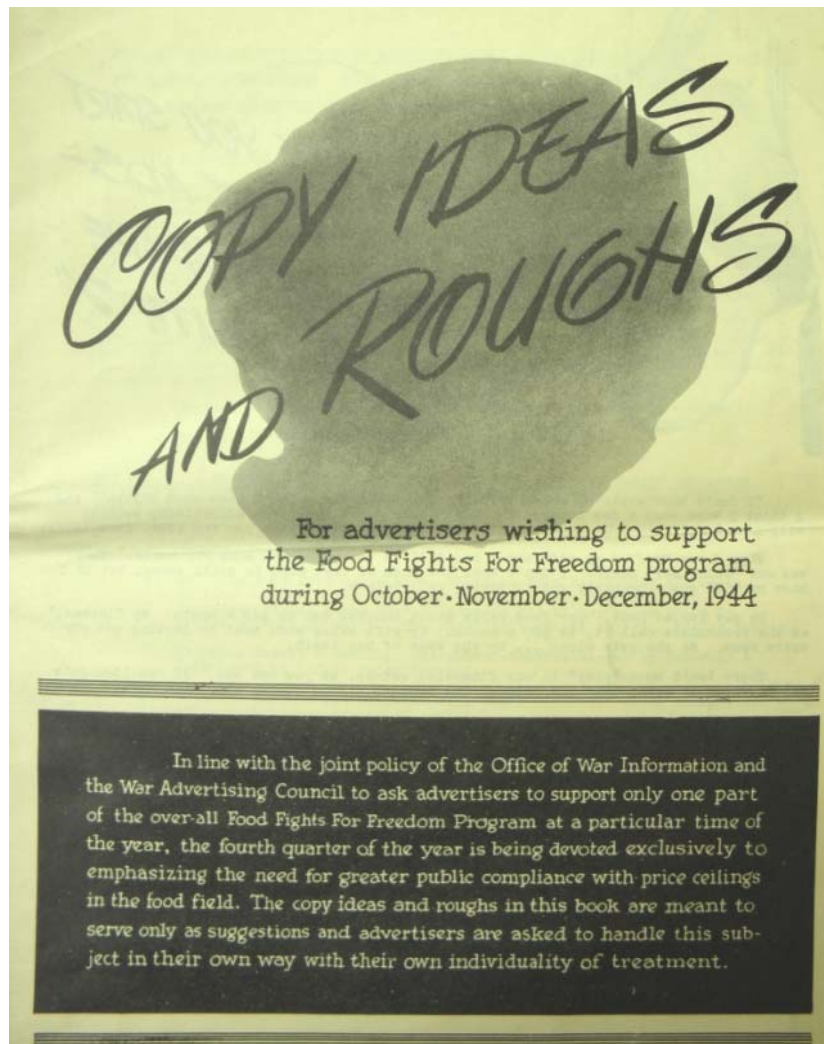 COPY IDEAS
AND ROUGHS
For advertisers wishing to support
the Food Fights For Freedom program
during October·November·December, 1944
In line with the joint policy of the Office of War Information and
the War Advertising Council to ask advertisers to support only one part
of the over-all Food Fights For Freedom Program at a particular time of
the year, the fourth quarter of the year is being devoted exclusively to
emphasizing the need for greater public compliance with price ceilings
in the food field. The copy ideas and roughs in this book are meant to
serve only as suggestions and advertisers are asked to handle this sub-
ject in their own way with their own individuality of treatment.